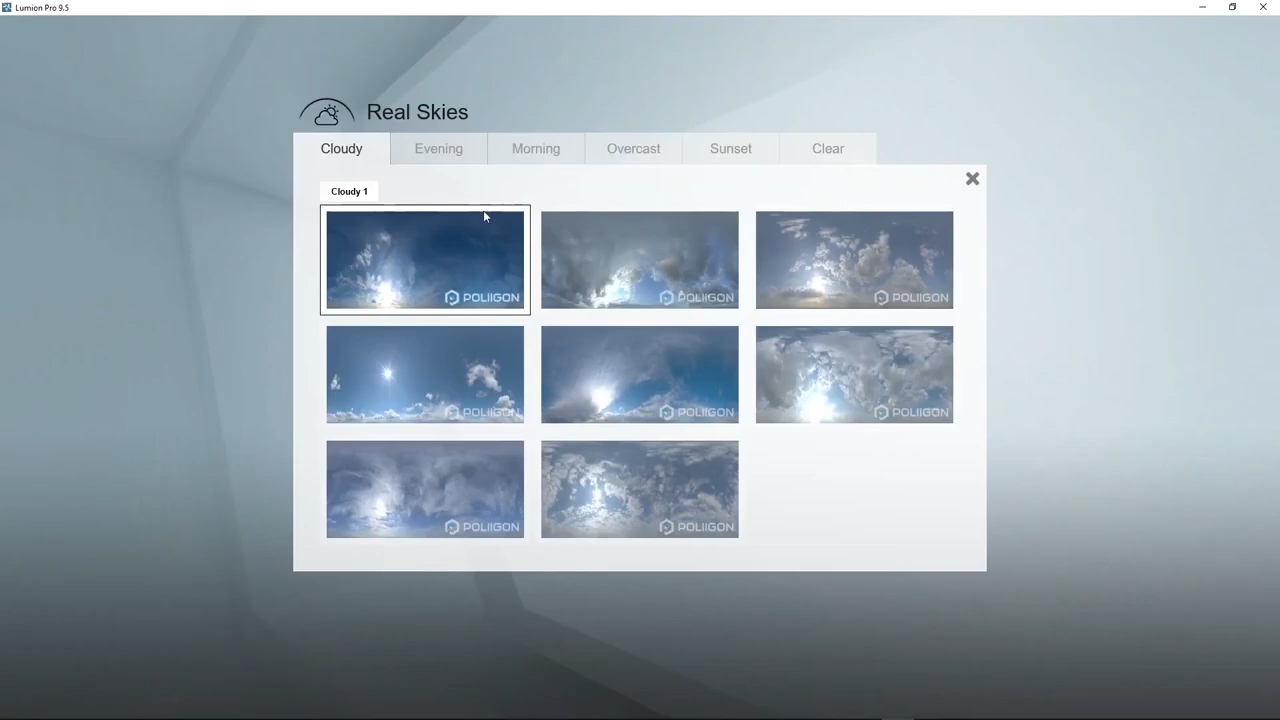 Lumion Pro 9.5
Real Skies
Cloudy Evening Morning Overcast Sunset Clear
Cloudy 1
POLIIGON POLIIGON POLIIGON
POLIIGON POLIIGON POLIIGON
POLIIGON POLIIGON